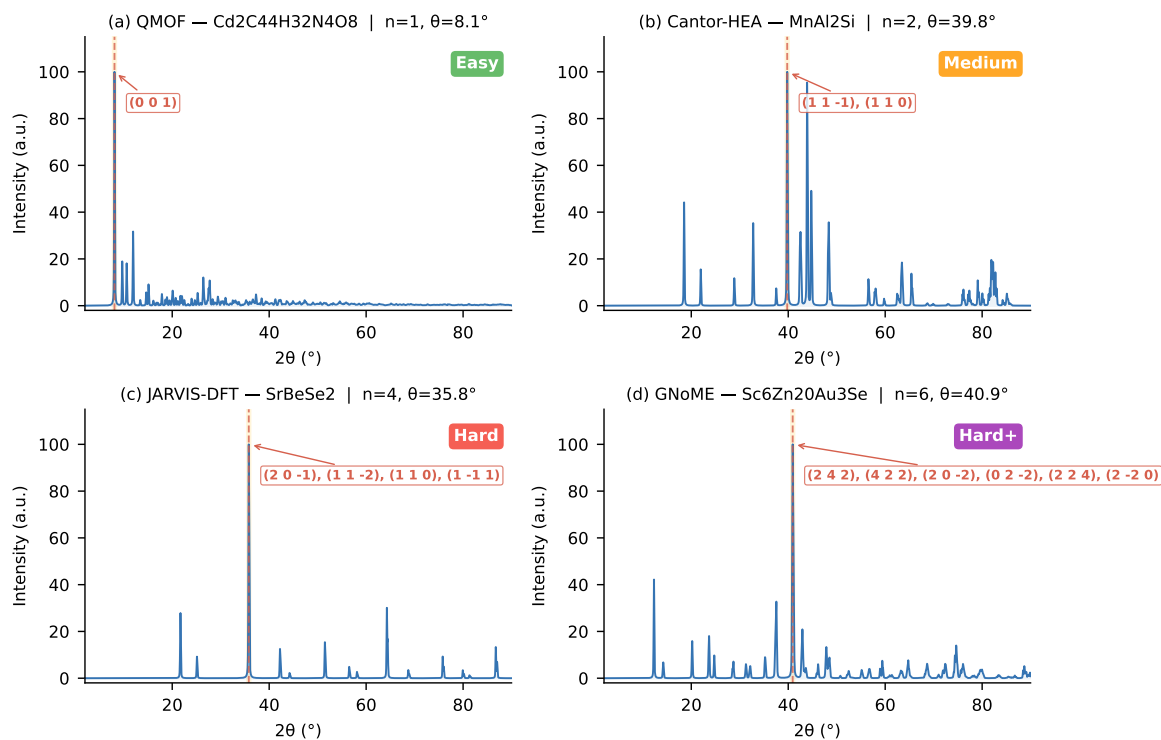 (a) QMOF — Cd2C44H32N4O8 | n=1, θ=8.1°
Easy
(0 0 1)
100
80
60
40
20
0
Intensity (a.u.)
20
40
60
80
2θ (°)
(b) Cantor-HEA — MnAl2Si | n=2, θ=39.8°
Medium
(1 1 -1), (1 1 0)
100
80
60
40
20
0
Intensity (a.u.)
20
40
60
80
2θ (°)
(c) JARVIS-DFT — SrBeSe2 | n=4, θ=35.8°
Hard
(2 0 -1), (1 1 -2), (1 1 0), (1 -1 1)
100
80
60
40
20
0
Intensity (a.u.)
20
40
60
80
2θ (°)
(d) GNoME — Sc6Zn20Au3Se | n=6, θ=40.9°
Hard+
(2 4 2), (4 2 2), (2 0 -2), (0 2 -2), (2 2 4), (2 -2 0)
100
80
60
40
20
0
Intensity (a.u.)
20
40
60
80
2θ (°)